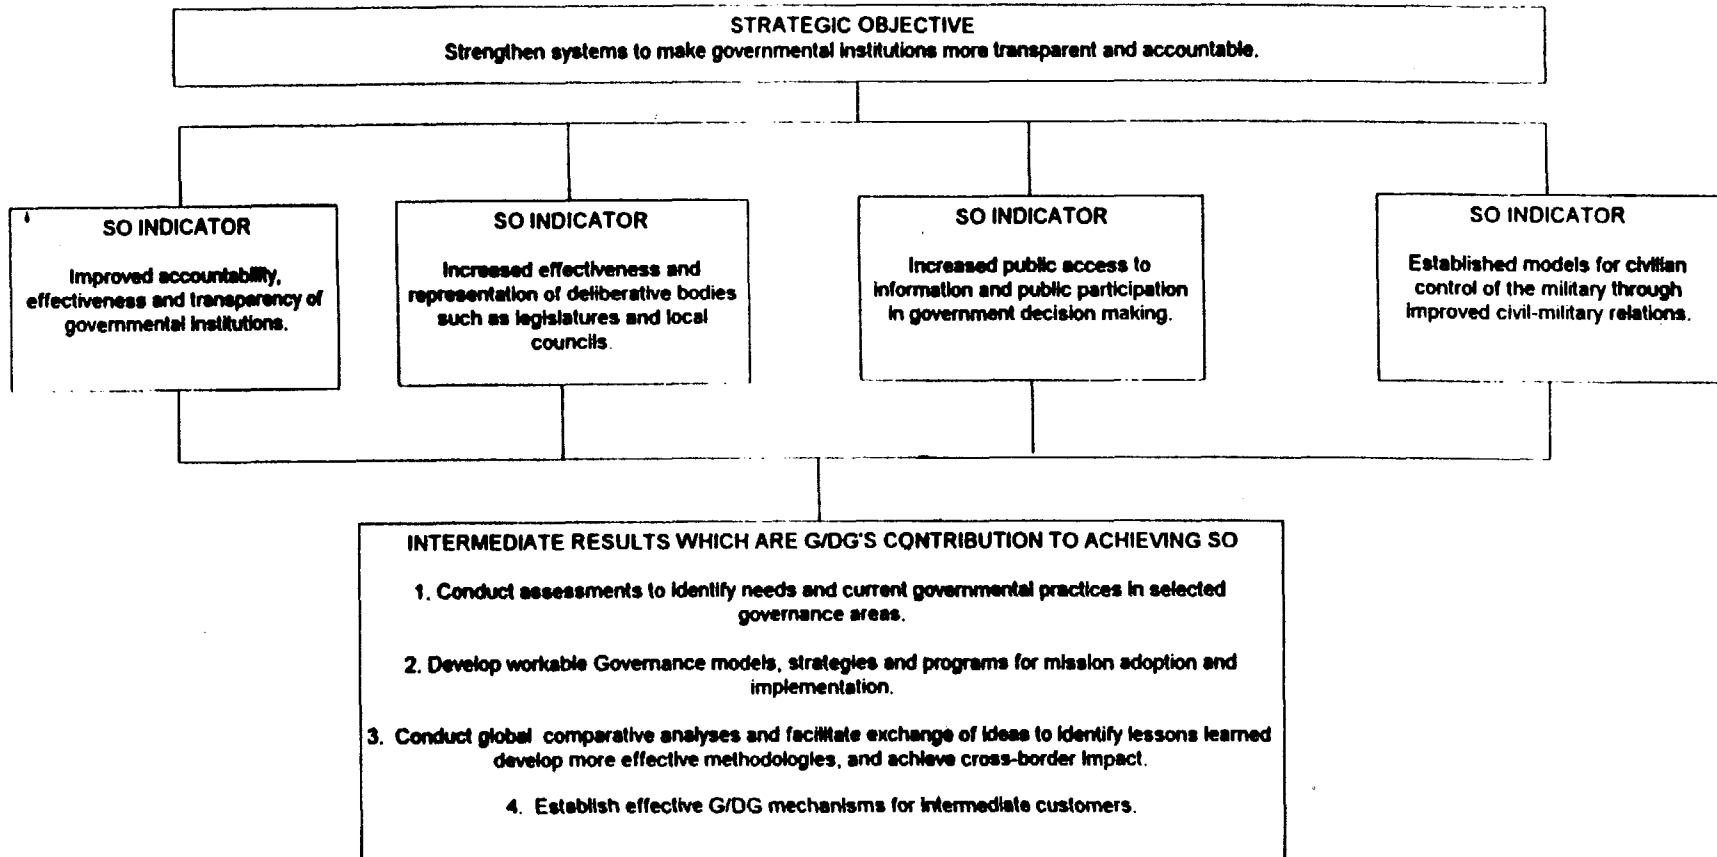 STRATEGIC OBJECTIVE
Strengthen systems to make governmental institutions more transparent and accountable.
SO INDICATOR
Improved accountability,
effectiveness and transparency of
governmental institutions.
SO INDICATOR
Increased effectiveness and
representation of deliberative bodies
such as legislatures and local
councils.
SO INDICATOR
Increased public access to
information and public participation
in government decision making.
SO INDICATOR
Established models for civilian
control of the military through
improved civil-military relations.
INTERMEDIATE RESULTS WHICH ARE G/DG'S CONTRIBUTION TO ACHIEVING SO
1. Conduct assessments to identify needs and current governmental practices in selected
governance areas.
2. Develop workable Governance models, strategies and programs for mission adoption and
implementation.
3. Conduct global comparative analyses and facilitate exchange of ideas to identify lessons learned
develop more effective methodologies, and achieve cross-border impact.
4. Establish effective G/DG mechanisms for intermediate customers.